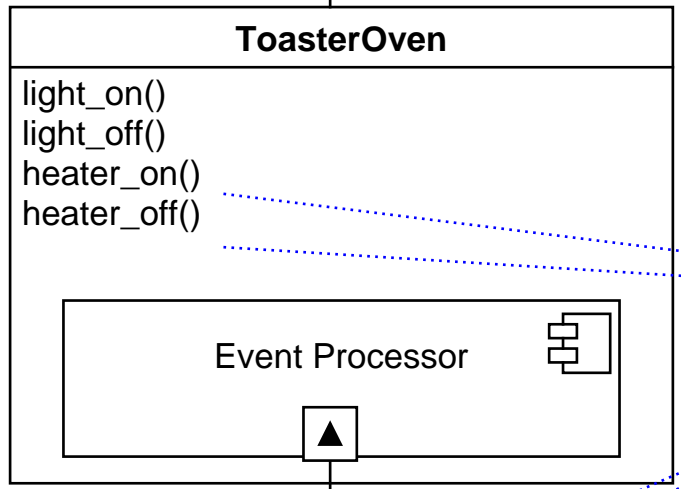 ToasterOven
light_on()
light_off()
heater_on()
heater_off()
Event Processor